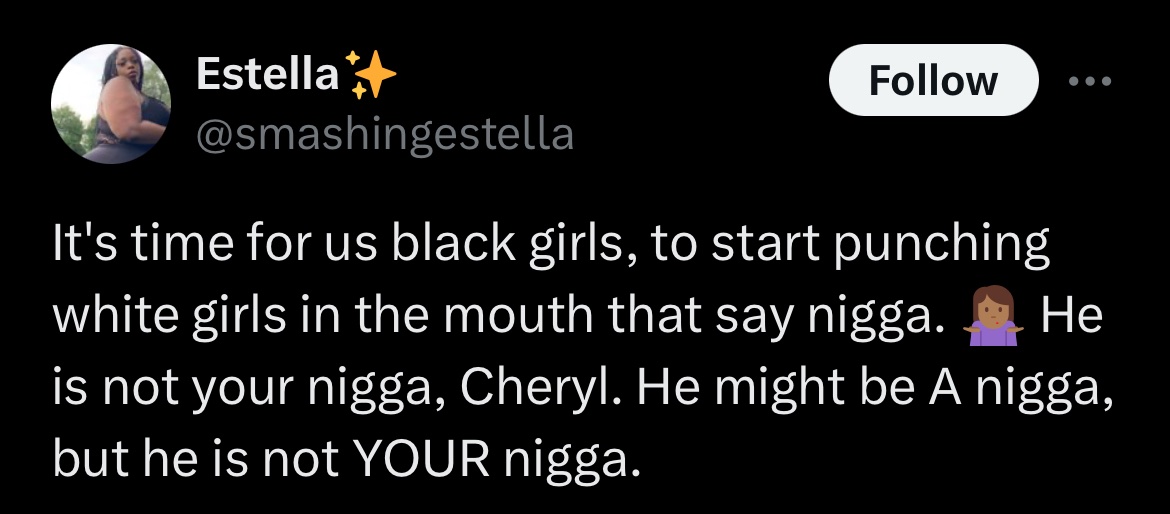 Estella✨
@smashingestella
Follow
It's time for us black girls, to start punching
white girls in the mouth that say nigga. 🤷🏽‍♀️ He
is not your nigga, Cheryl. He might be A nigga,
but he is not YOUR nigga.